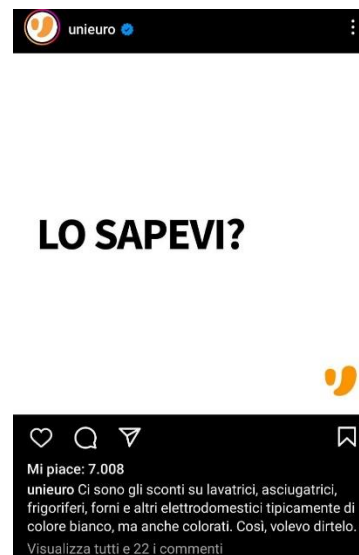 unieuro
LO SAPEVI?
Mi piace: 7.008
unieuro Ci sono gli sconti su lavatrici, asciugatrici,
frigoriferi, forni e altri elettrodomestici tipicamente di
colore bianco, ma anche colorati. Così, volevo dirtelo.
Visualizza tutti e 22 i commenti